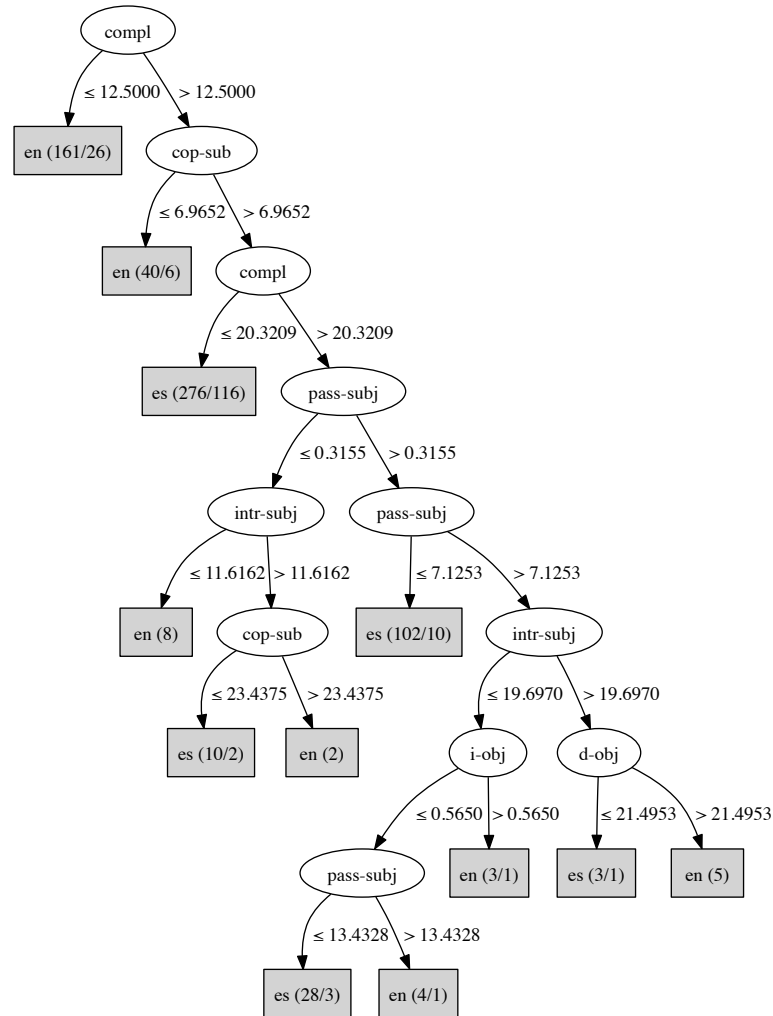 compl
≤ 12.5000 > 12.5000
en (161/26) cop-sub
≤ 6.9652 > 6.9652
en (40/6) compl
≤ 20.3209 > 20.3209
es (276/116) pass-subj
≤ 0.3155 > 0.3155
intr-subj pass-subj
≤ 11.6162 > 11.6162 ≤ 7.1253 > 7.1253
en (8) cop-sub es (102/10) intr-subj
≤ 23.4375 > 23.4375 ≤ 19.6970 > 19.6970
es (10/2) en (2) i-obj d-obj
≤ 0.5650 > 0.5650 ≤ 21.4953 > 21.4953
pass-subj en (3/1) es (3/1) en (5)
≤ 13.4328 > 13.4328
es (28/3) en (4/1)